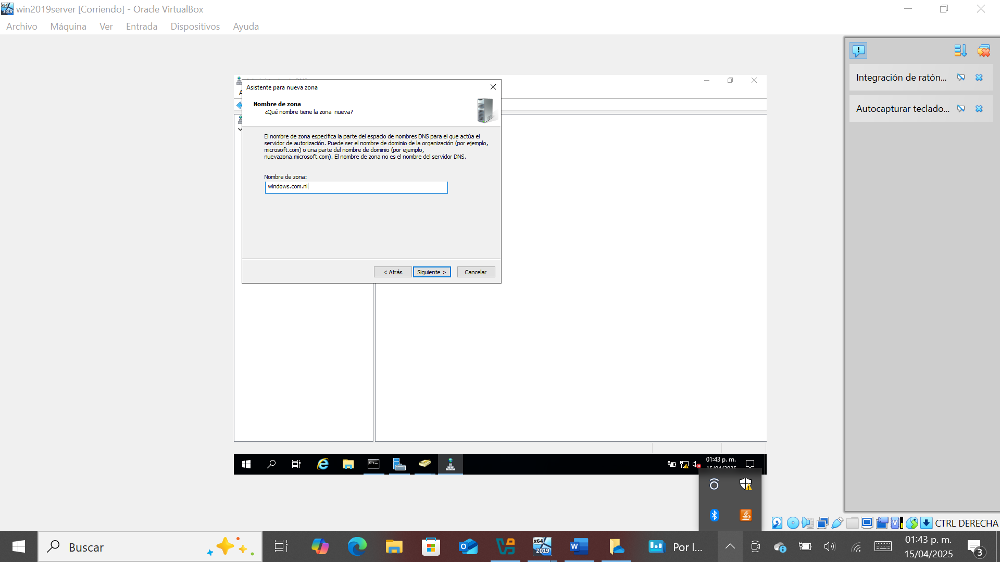 win2019server [Corriendo] - Oracle VirtualBox
Archivo Máquina Ver Entrada Dispositivos Ayuda
Integración de ratón...
Autocapturar teclado...
Asistente para nueva zona
Nombre de zona
¿Qué nombre tiene la zona nueva?
El nombre de zona especifica la parte del espacio de nombres DNS para el que actúa el
servidor de autorización. Puede ser el nombre de dominio de la organización (por ejemplo,
microsoft.com) o una parte del nombre de dominio (por ejemplo,
nuevazona.microsoft.com). El nombre de zona no es el nombre del servidor DNS.
Nombre de zona:
windows.com.ni
< Atrás Siguiente > Cancelar
01:43 p. m.
15/04/2025
CTRL DERECHA
Buscar
x64
2019
Por l...
01:43 p. m.
15/04/2025
3